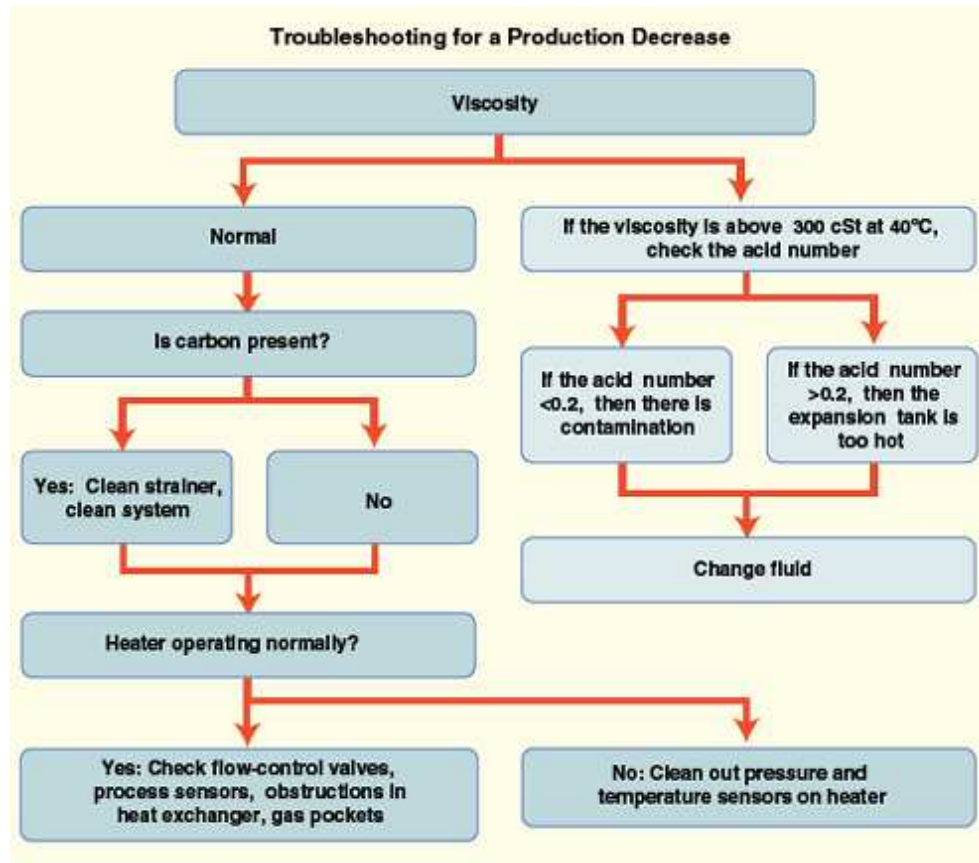 Troubleshooting for a Production Decrease
Viscosity
Normal
If the viscosity is above 300 cSt at 40°C,
check the acid number
Is carbon present?
If the acid number
<0.2, then there is
contamination
If the acid number
>0.2, then the
expansion tank is
too hot
Yes: Clean strainer,
clean system
No
Change fluid
Heater operating normally?
Yes: Check flow-control valves,
process sensors, obstructions in
heat exchanger, gas pockets
No: Clean out pressure and
temperature sensors on heater